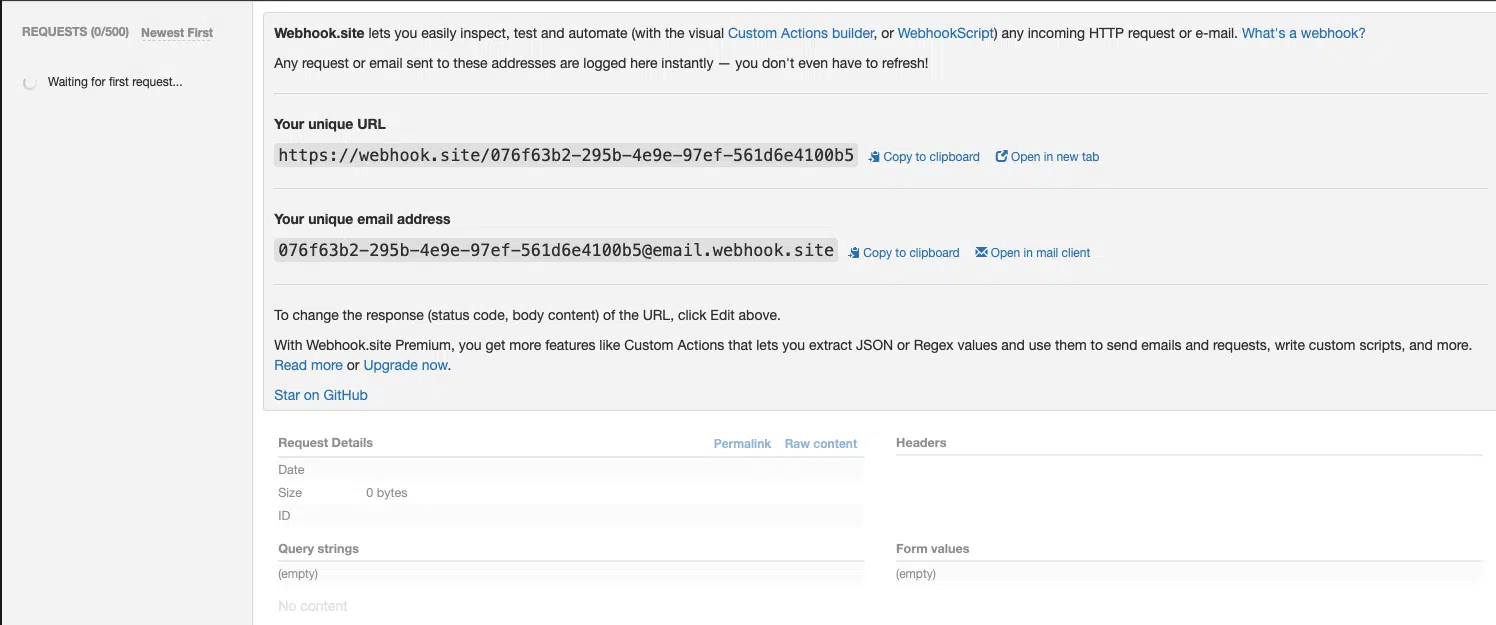 REQUESTS (0/500) Newest First
Waiting for first request...
Webhook.site lets you easily inspect, test and automate (with the visual Custom Actions builder, or WebhookScript) any incoming HTTP request or e-mail. What's a webhook?
Any request or email sent to these addresses are logged here instantly — you don't even have to refresh!
Your unique URL
https://webhook.site/076f63b2-295b-4e9e-97ef-561d6e4100b5 Copy to clipboard Open in new tab
Your unique email address
076f63b2-295b-4e9e-97ef-561d6e4100b5@email.webhook.site Copy to clipboard Open in mail client
To change the response (status code, body content) of the URL, click Edit above.
With Webhook.site Premium, you get more features like Custom Actions that lets you extract JSON or Regex values and use them to send emails and requests, write custom scripts, and more.
Read more or Upgrade now.
Star on GitHub
Request Details Permalink Raw content
Date
Size 0 bytes
ID
Headers
Query strings
(empty)
Form values
(empty)
No content